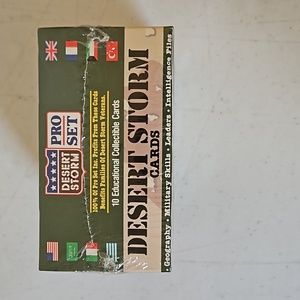 PRO
SET
DESERT
STORM
100% Of Pro Set Inc. Profits From These Cards
Benefits Families Of Desert Storm Veterans.
10 Educational Collectible Cards
DESERT STORM
CARDS
• Geography • Military Skills • Leaders • Intelligence Files